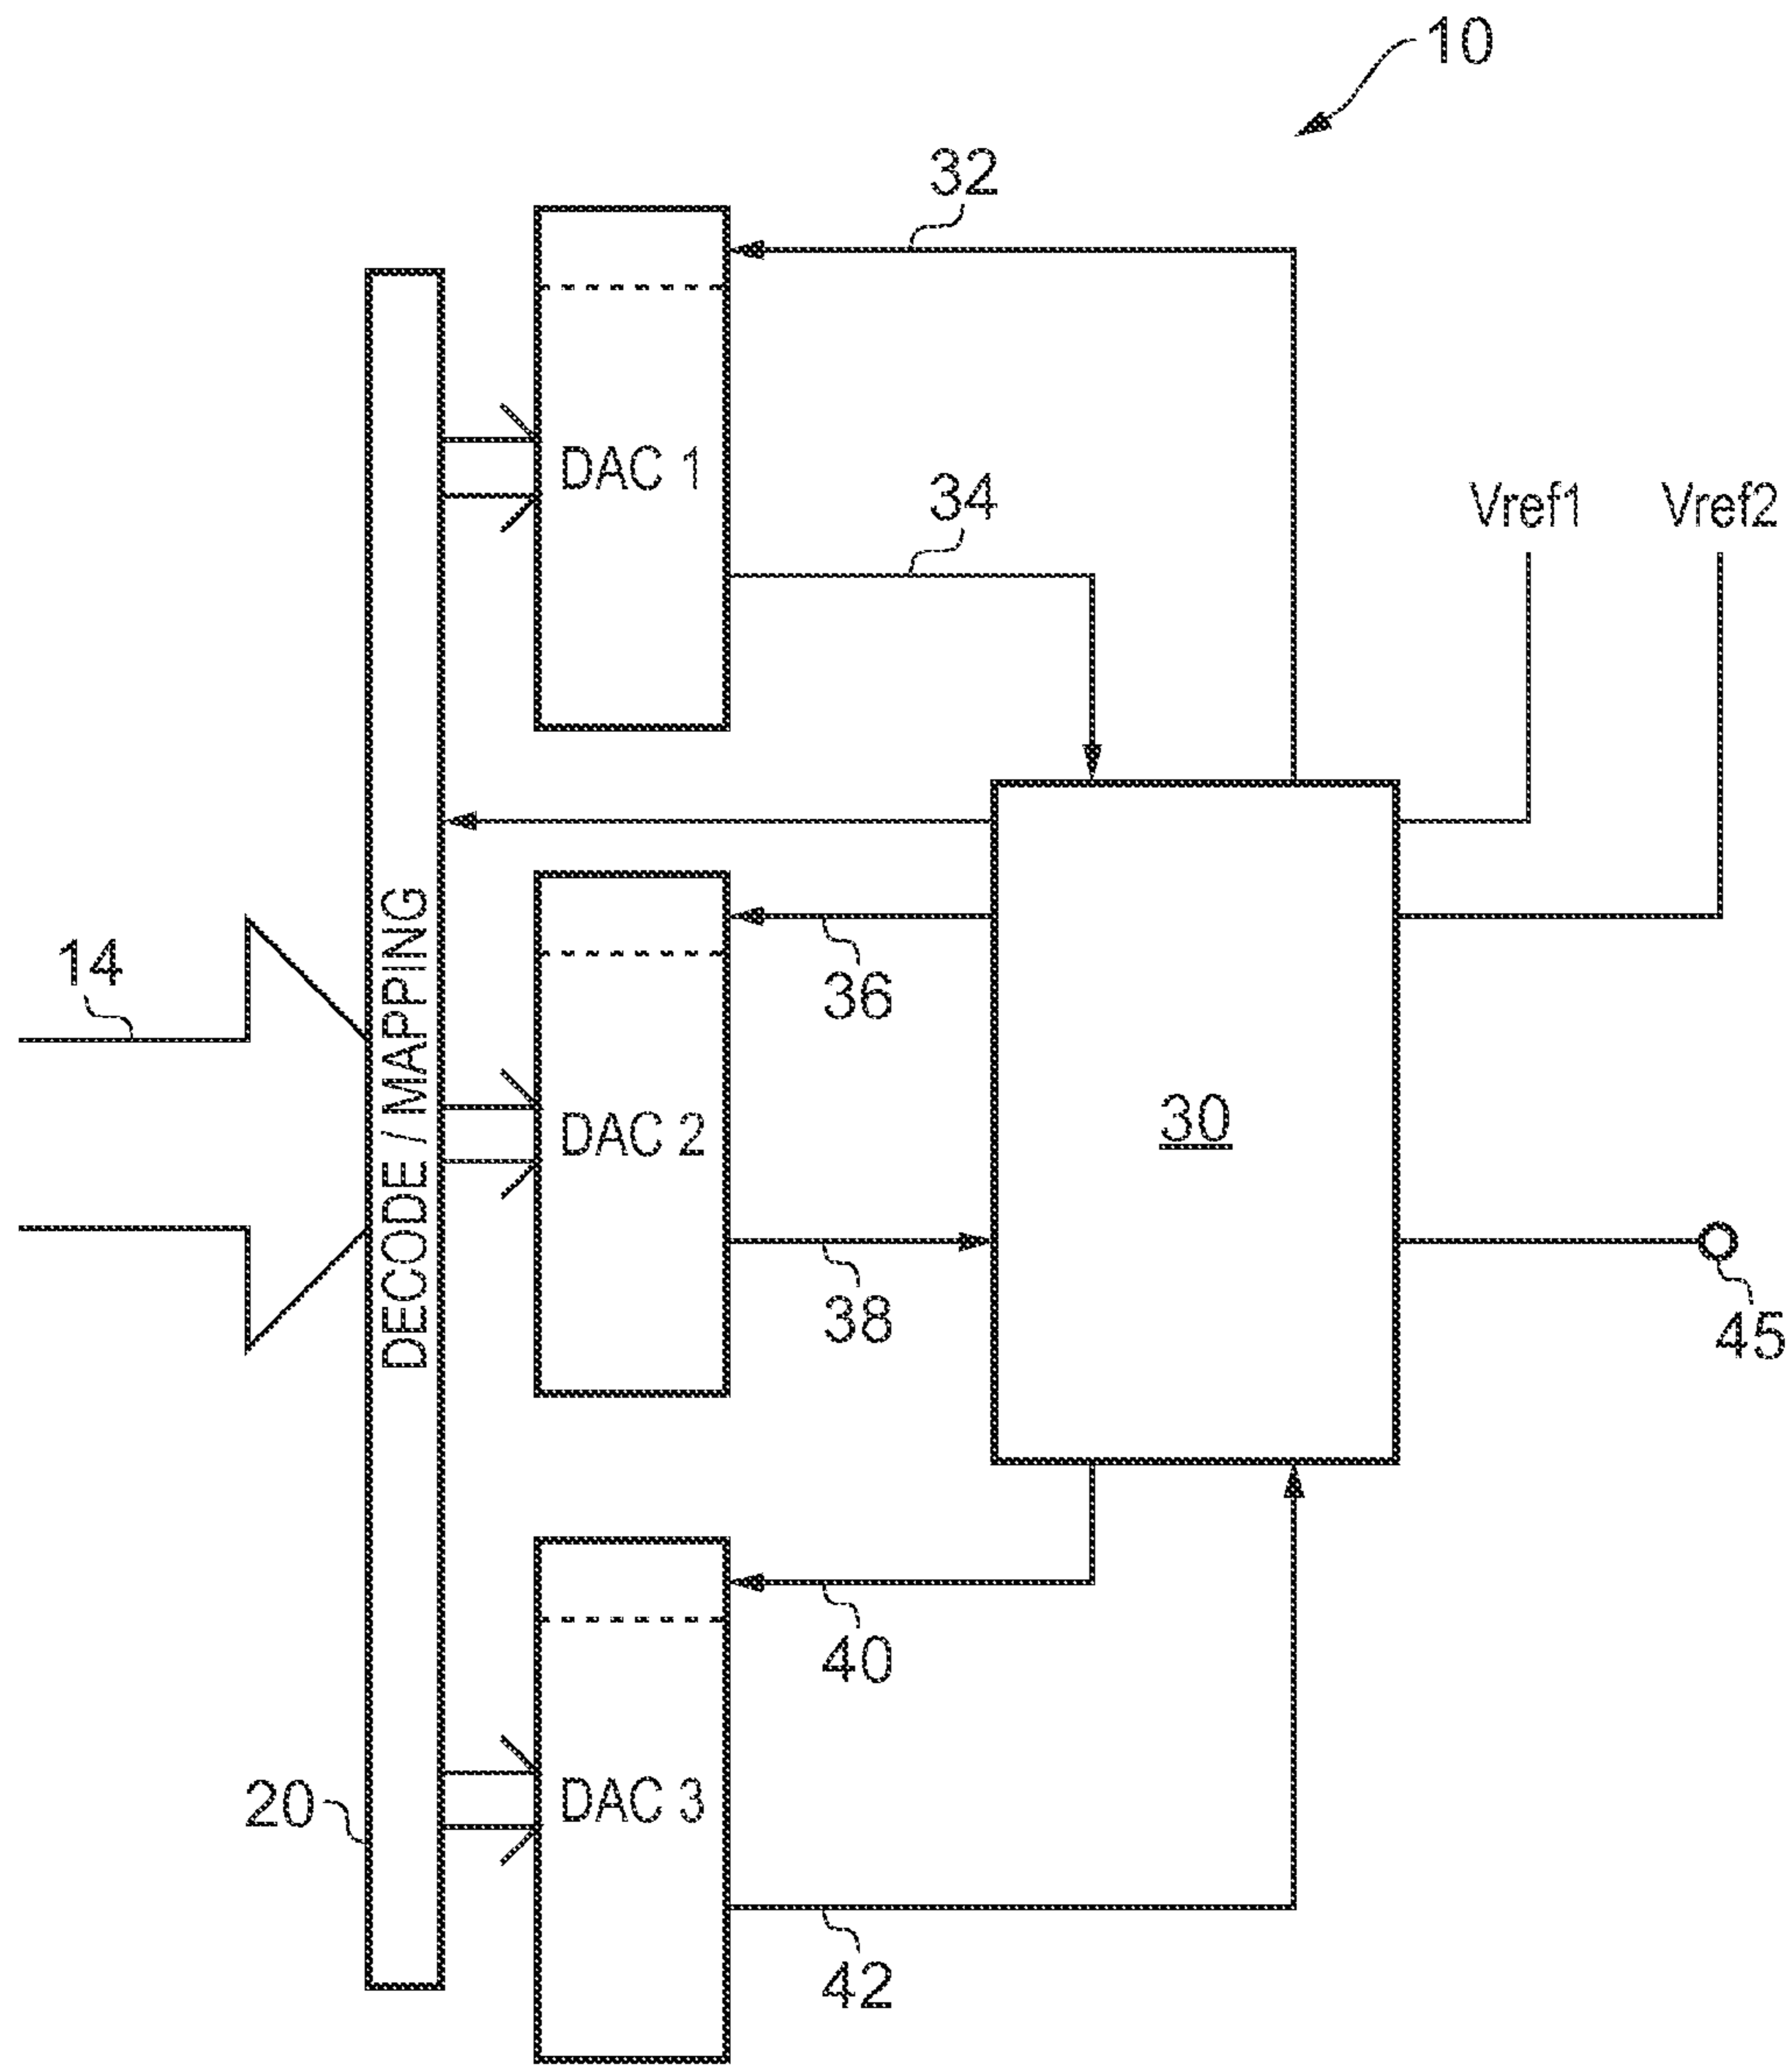 10
32
DAC 1
34
Vref1
Vref2
14
DECODE / MAPPING
36
DAC 2
30
38
45
40
20
DAC 3
42